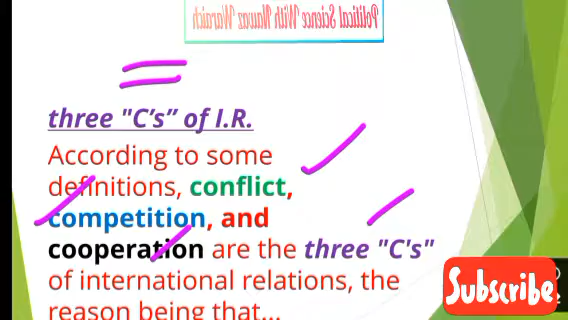 Political Science With Nawaz Waraich
three "C's” of I.R.
According to some
definitions, conflict,
competition, and
cooperation are the three "C's"
of international relations, the
reason being that...
Subscribe